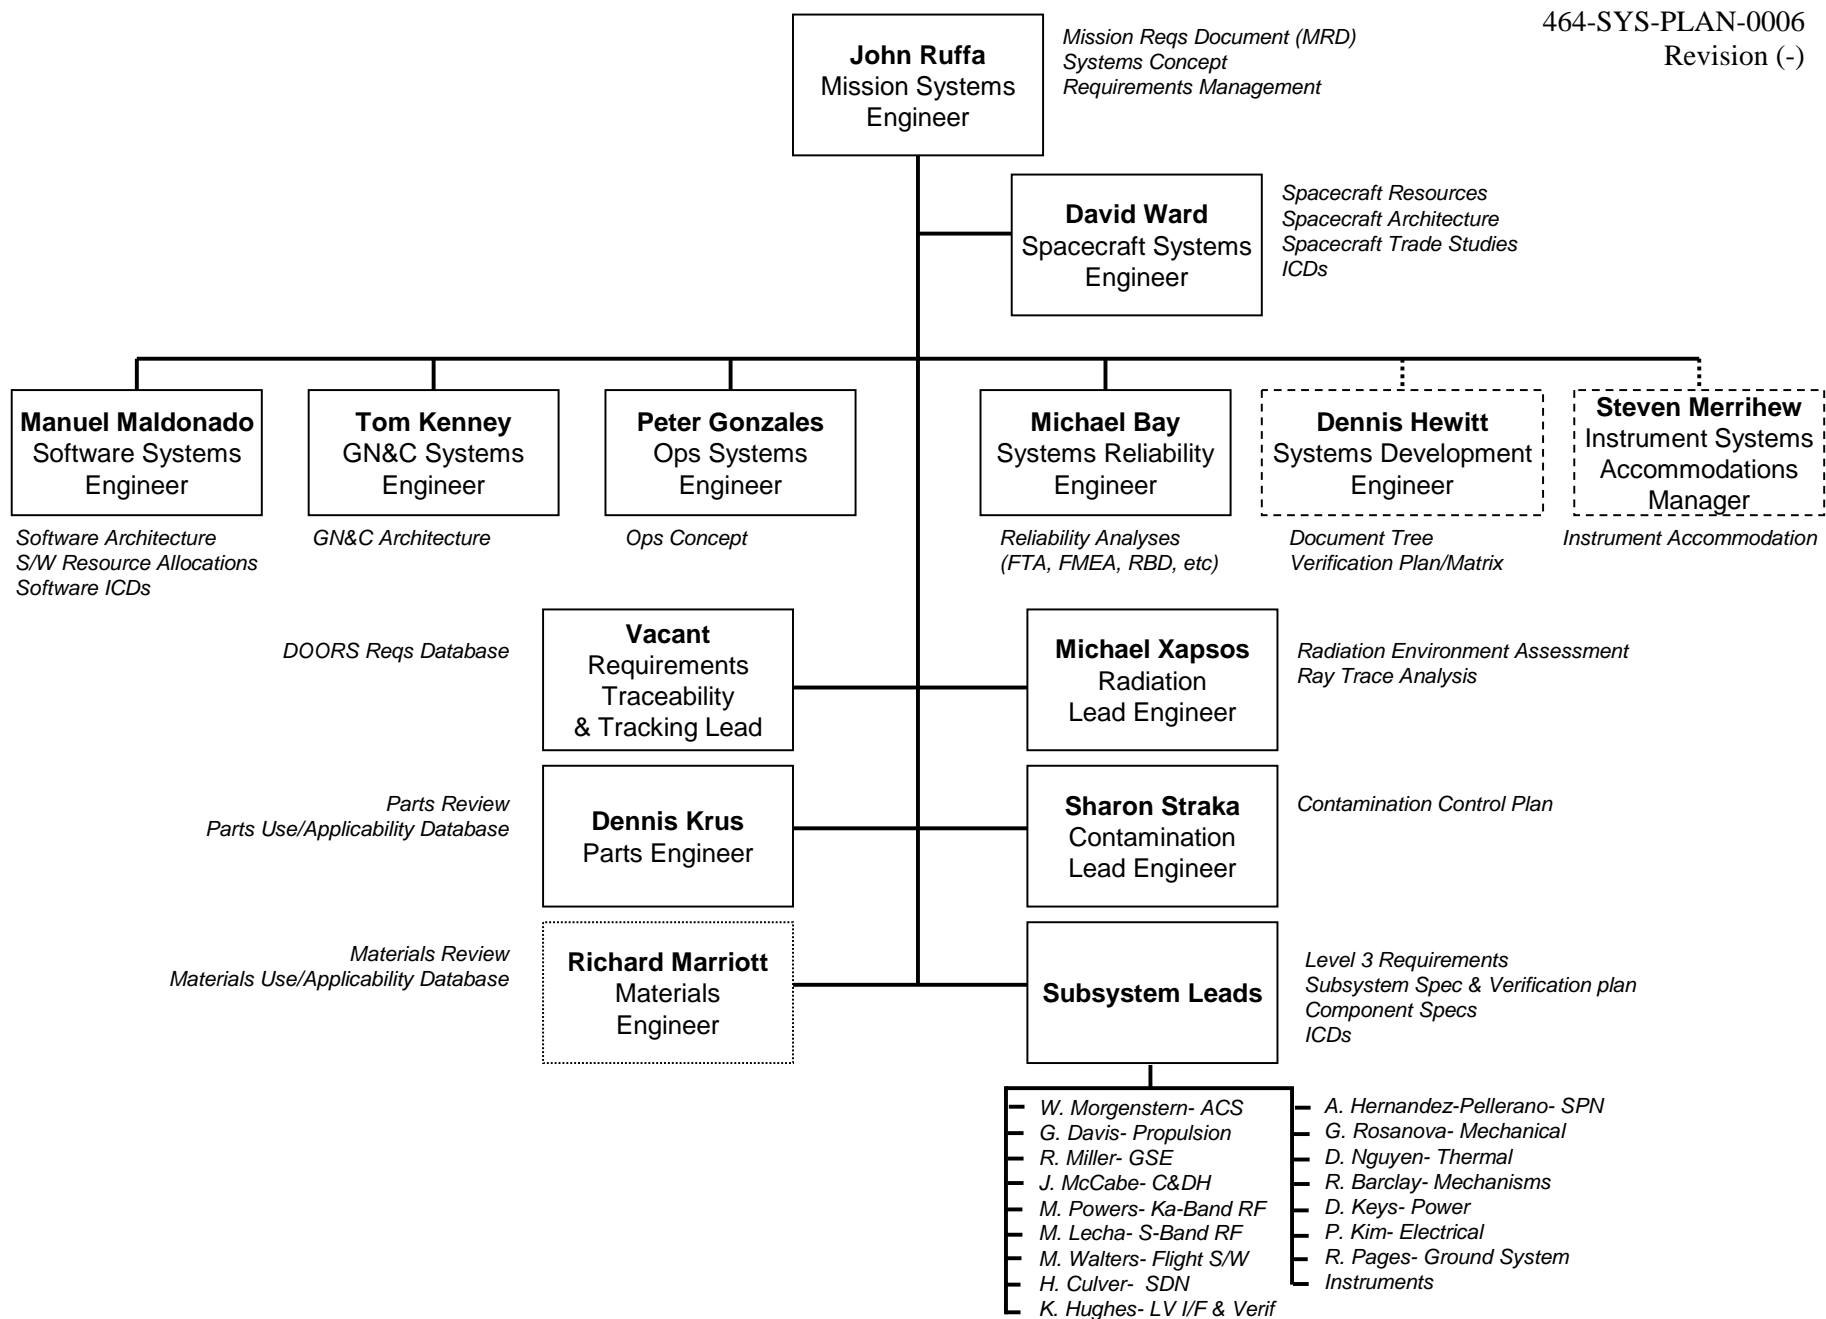 464-SYS-PLAN-0006
Revision (-)
John Ruffa
Mission Systems
Engineer
Mission Reqs Document (MRD)
Systems Concept
Requirements Management
David Ward
Spacecraft Systems
Engineer
Spacecraft Resources
Spacecraft Architecture
Spacecraft Trade Studies
ICDs
Manuel Maldonado
Software Systems
Engineer
Software Architecture
S/W Resource Allocations
Software ICDs
Tom Kenney
GN&C Systems
Engineer
GN&C Architecture
Peter Gonzales
Ops Systems
Engineer
Ops Concept
Michael Bay
Systems Reliability
Engineer
Reliability Analyses
(FTA, FMEA, RBD, etc)
Dennis Hewitt
Systems Development
Engineer
Document Tree
Verification Plan/Matrix
Steven Merrihew
Instrument Systems
Accommodations
Manager
Instrument Accommodation
DOORS Reqs Database
Vacant
Requirements
Traceability
& Tracking Lead
Michael Xapsos
Radiation
Lead Engineer
Radiation Environment Assessment
Ray Trace Analysis
Parts Review
Parts Use/Applicability Database
Dennis Krus
Parts Engineer
Sharon Straka
Contamination
Lead Engineer
Contamination Control Plan
Materials Review
Materials Use/Applicability Database
Richard Marriott
Materials
Engineer
Subsystem Leads
Level 3 Requirements
Subsystem Spec & Verification plan
Component Specs
ICDs
W. Morgenstern- ACS
G. Davis- Propulsion
R. Miller- GSE
J. McCabe- C&DH
M. Powers- Ka-Band RF
M. Lecha- S-Band RF
M. Walters- Flight S/W
H. Culver- SDN
K. Hughes- LV I/F & Verif
A. Hernandez-Pellerano- SPN
G. Rosanova- Mechanical
D. Nguyen- Thermal
R. Barclay- Mechanisms
D. Keys- Power
P. Kim- Electrical
R. Pages- Ground System
Instruments